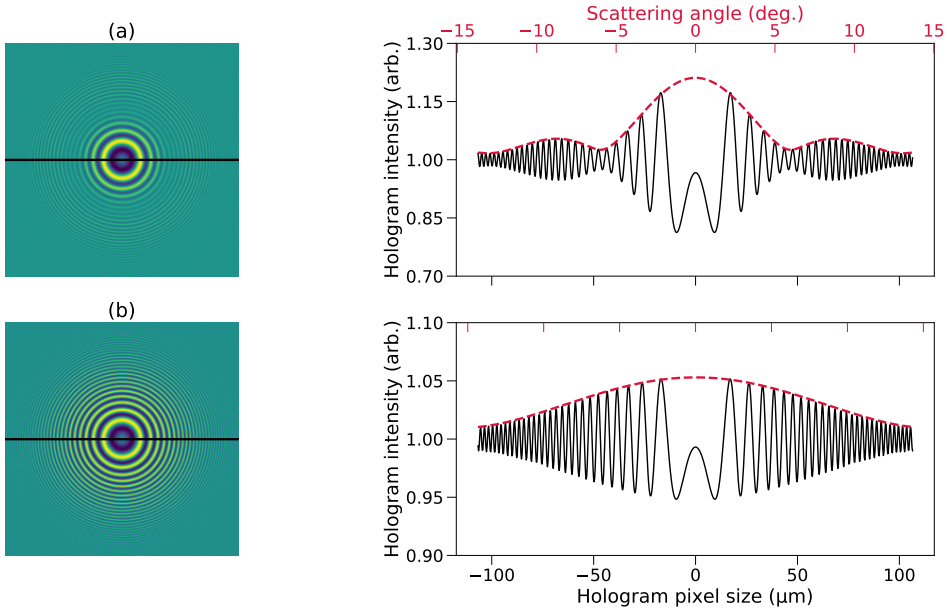 (a)
Scattering angle (deg.)
−15 −10 −5 0 5 10 15
Hologram intensity (arb.)
1.30
1.15
1.00
0.85
0.70
(b)
Hologram intensity (arb.)
1.10
1.05
1.00
0.95
0.90
−100 −50 0 50 100
Hologram pixel size (μm)